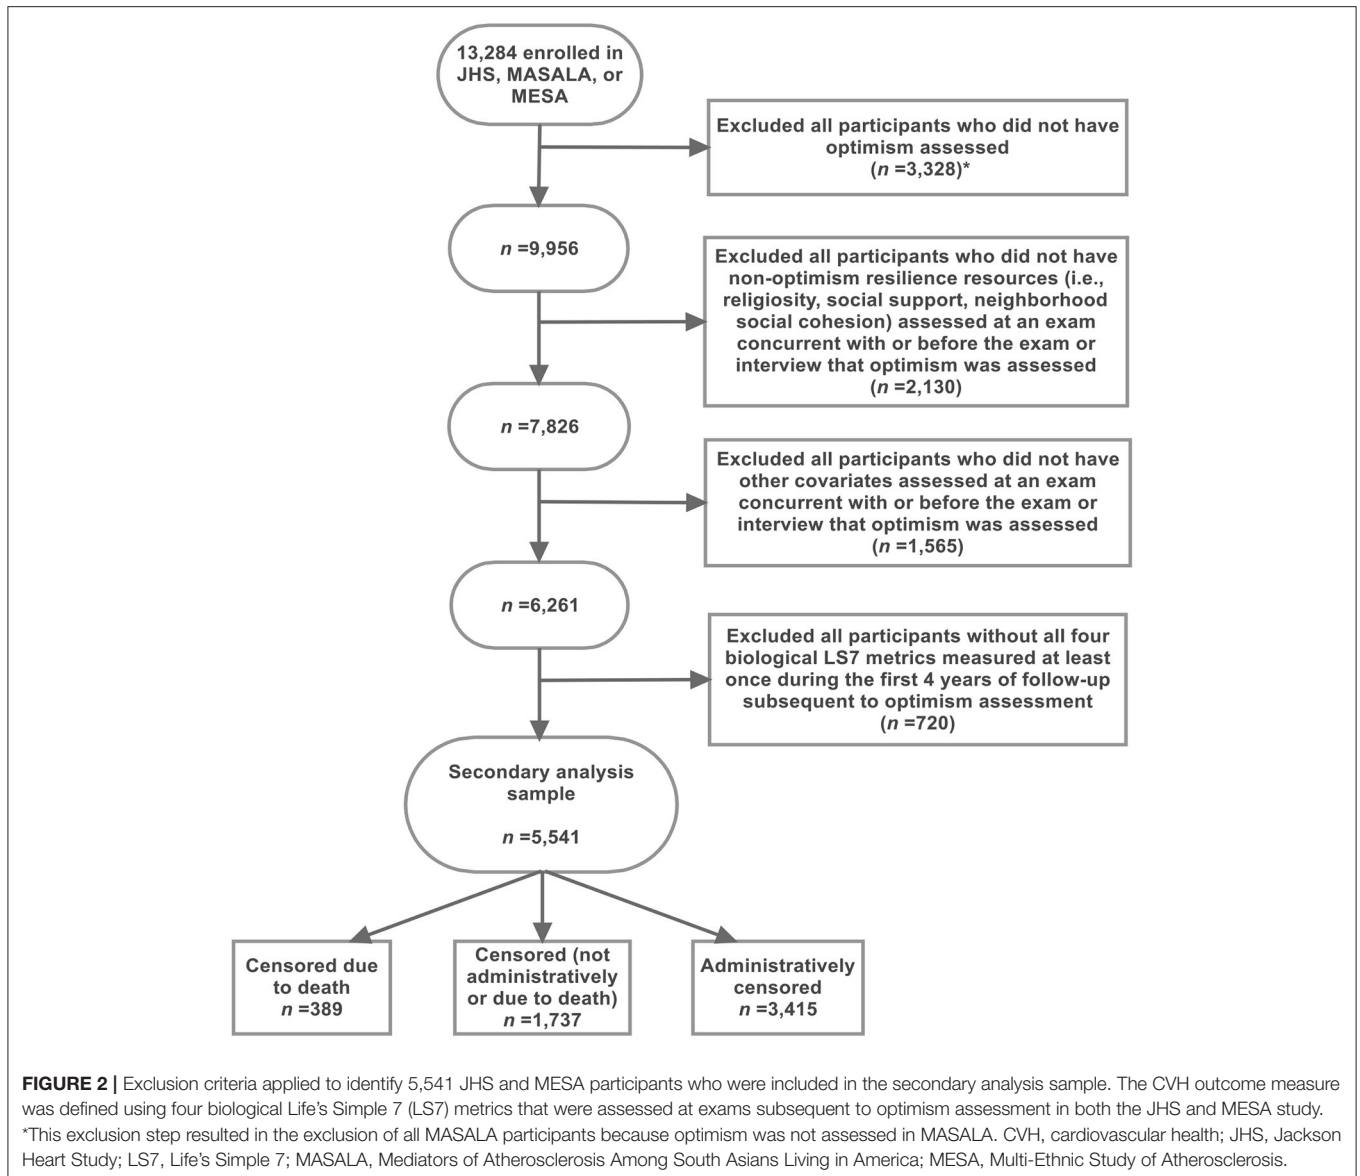 13,284 enrolled in
JHS, MASALA, or
MESA
Excluded all participants who did not have
optimism assessed
(n =3,328)*
n =9,956
Excluded all participants who did not have
non-optimism resilience resources (i.e.,
religiosity, social support, neighborhood
social cohesion) assessed at an exam
concurrent with or before the exam or
interview that optimism was assessed
(n =2,130)
n =7,826
Excluded all participants who did not have
other covariates assessed at an exam
concurrent with or before the exam or
interview that optimism was assessed
(n =1,565)
n =6,261
Excluded all participants without all four
biological LS7 metrics measured at least
once during the first 4 years of follow-up
subsequent to optimism assessment
(n =720)
Secondary analysis
sample
n =5,541
Censored due
to death
n =389
Censored (not
administratively
or due to death)
n =1,737
Administratively
censored
n =3,415
FIGURE 2 | Exclusion criteria applied to identify 5,541 JHS and MESA participants who were included in the secondary analysis sample. The CVH outcome measure
was defined using four biological Life's Simple 7 (LS7) metrics that were assessed at exams subsequent to optimism assessment in both the JHS and MESA study.
*This exclusion step resulted in the exclusion of all MASALA participants because optimism was not assessed in MASALA. CVH, cardiovascular health; JHS, Jackson
Heart Study; LS7, Life's Simple 7; MASALA, Mediators of Atherosclerosis Among South Asians Living in America; MESA, Multi-Ethnic Study of Atherosclerosis.